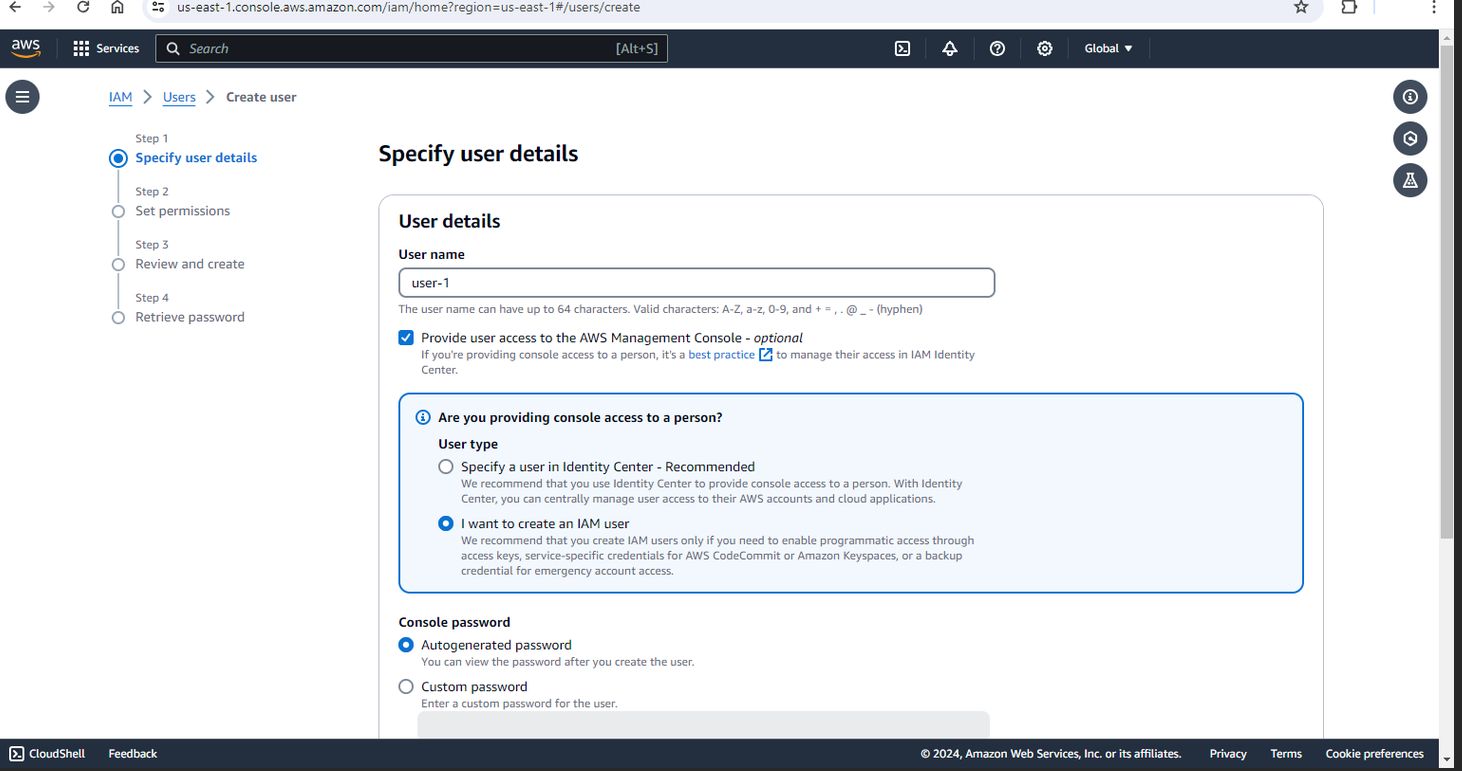 us-east-1.console.aws.amazon.com/iam/home?region=us-east-1#/users/create
aws
Services
Search
[Alt+S]
Global
IAM > Users > Create user
Step 1
Specify user details
Step 2
Set permissions
Step 3
Review and create
Step 4
Retrieve password
Specify user details
User details
User name
user-1
The user name can have up to 64 characters. Valid characters: A-Z, a-z, 0-9, and + = , . @ _ - (hyphen)
Provide user access to the AWS Management Console - optional
If you're providing console access to a person, it's a best practice to manage their access in IAM Identity
Center.
Are you providing console access to a person?
User type
Specify a user in Identity Center - Recommended
We recommend that you use Identity Center to provide console access to a person. With Identity
Center, you can centrally manage user access to their AWS accounts and cloud applications.
I want to create an IAM user
We recommend that you create IAM users only if you need to enable programmatic access through
access keys, service-specific credentials for AWS CodeCommit or Amazon Keyspaces, or a backup
credential for emergency account access.
Console password
Autogenerated password
You can view the password after you create the user.
Custom password
Enter a custom password for the user.
CloudShell
Feedback
© 2024, Amazon Web Services, Inc. or its affiliates.
Privacy
Terms
Cookie preferences